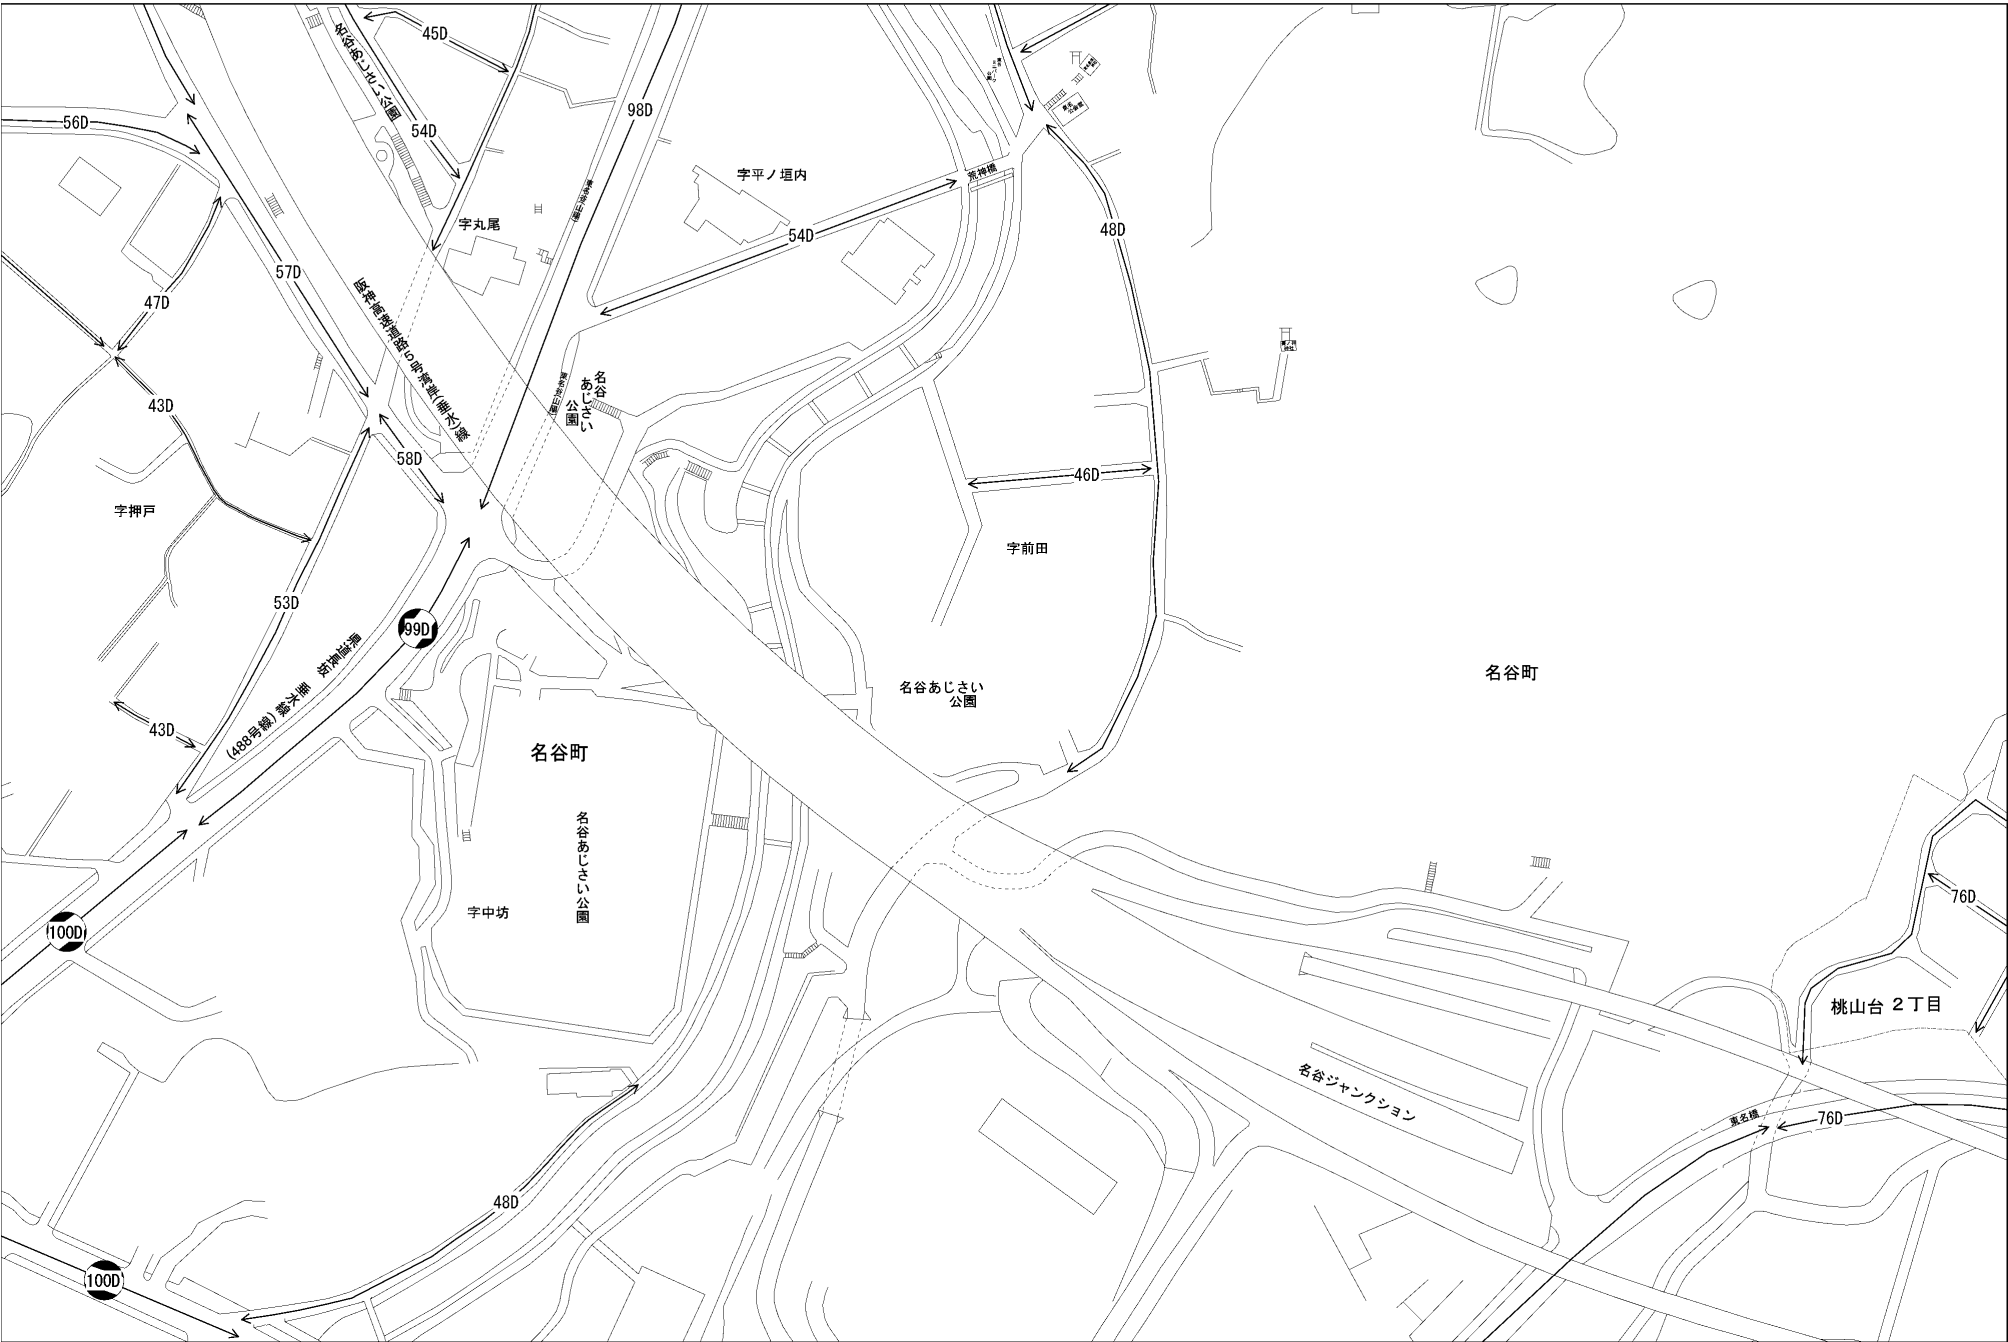 45D
名谷あじさい公園
98D
56D
54D
字平ノ垣内
荒神橋
字丸尾
54D
48D
57D
47D
阪神高速道路5号湾岸(垂水)線
名谷
あじさい
公園
43D
58D
46D
字押戸
字前田
53D
99D
県道長坂垂水線(488号線)
名谷あじさい
公園
名谷町
43D
名谷町
名谷あじさい公園
字中坊
76D
100D
桃山台 2丁目
名谷ジャンクション
東名橋
76D
48D
100D